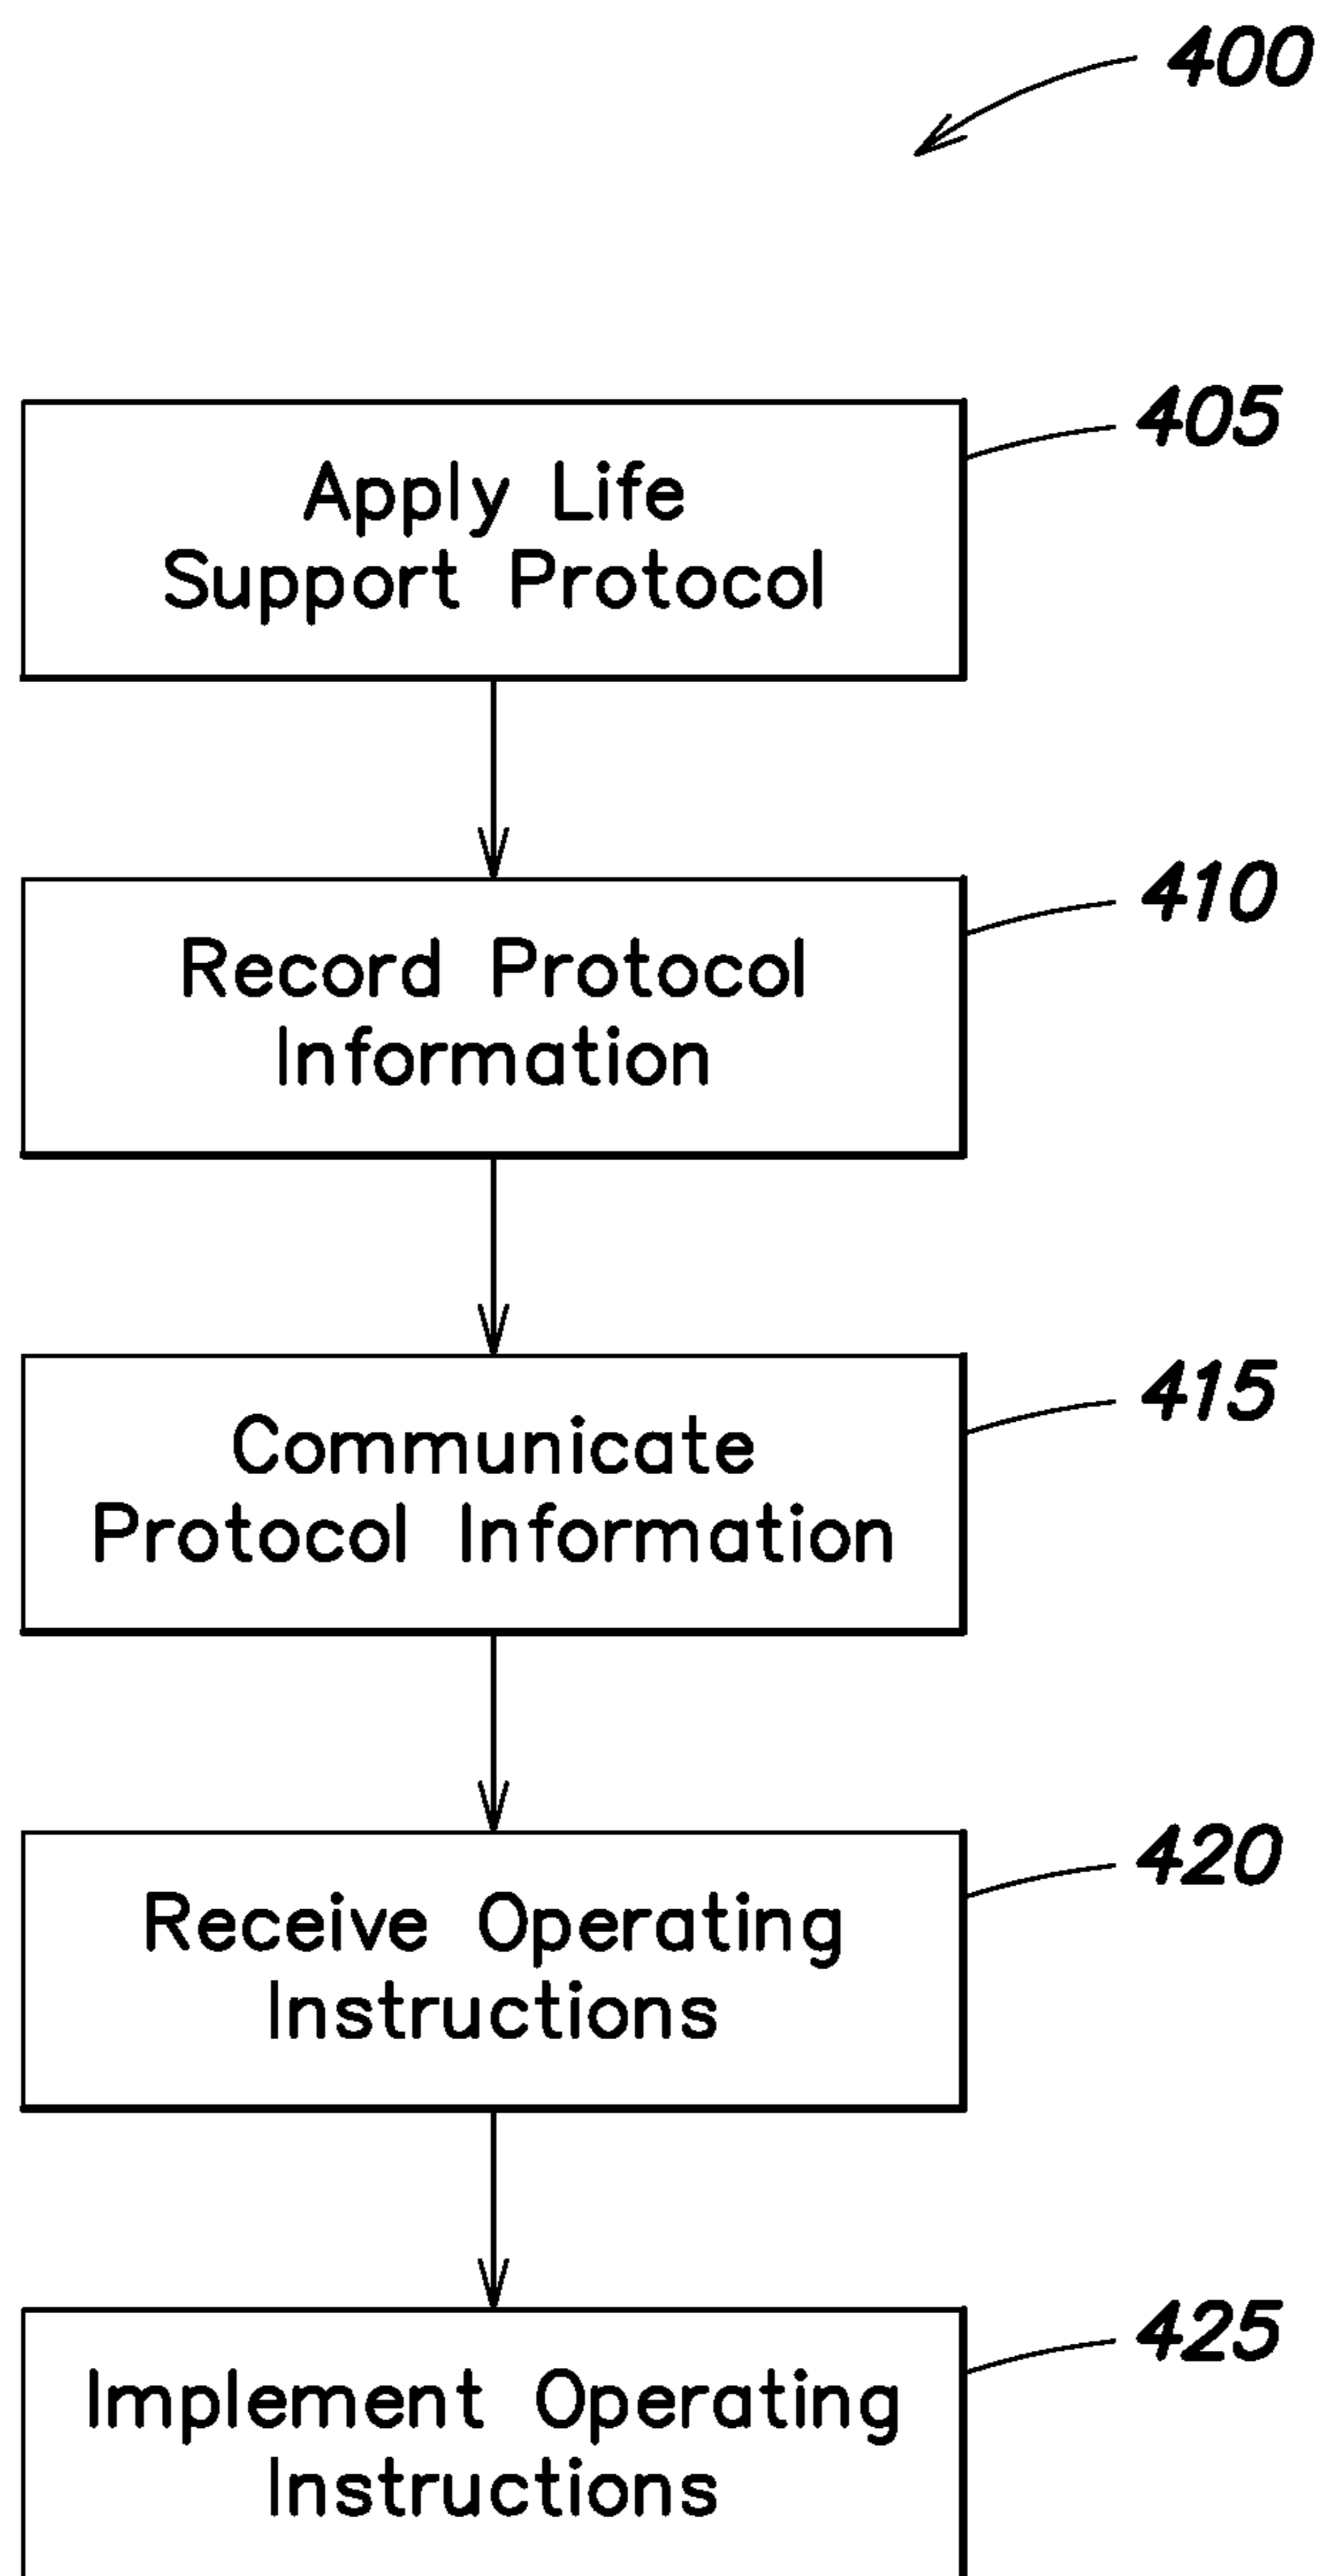 400
405
Apply Life
Support Protocol
410
Record Protocol
Information
415
Communicate
Protocol Information
420
Receive Operating
Instructions
425
Implement Operating
Instructions